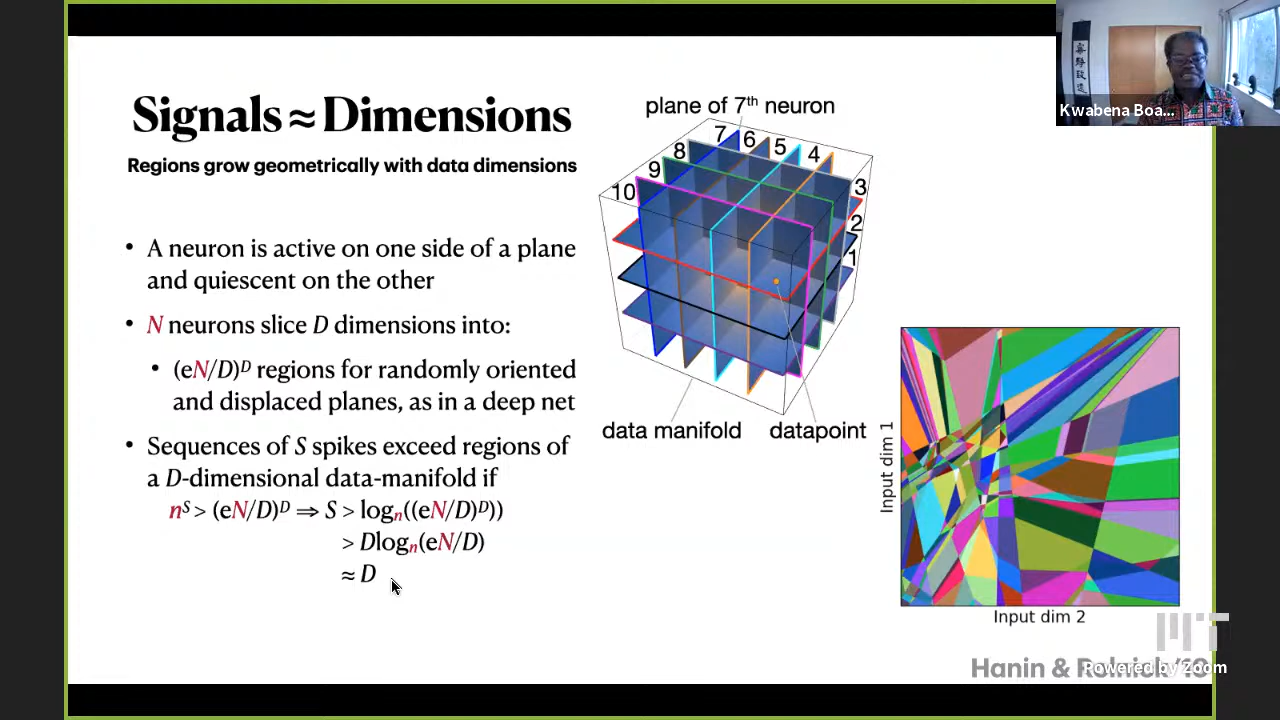 Signals ≈ Dimensions
Regions grow geometrically with data dimensions
• A neuron is active on one side of a plane
and quiescent on the other
• N neurons slice D dimensions into:
• (eN/D)ᴰ regions for randomly oriented
and displaced planes, as in a deep net
• Sequences of S spikes exceed regions of
a D-dimensional data-manifold if
nˢ > (eN/D)ᴰ ⇒ S > logₙ((eN/D)ᴰ))
> Dlogₙ(eN/D)
≈ D
plane of 7ᵗʰ neuron
7 6 5 4
8
9
10
3
2
1
data manifold
datapoint
Input dim 1
Input dim 2
Kwabena Boa...
MIT
Hanin &
Powered by Zoom